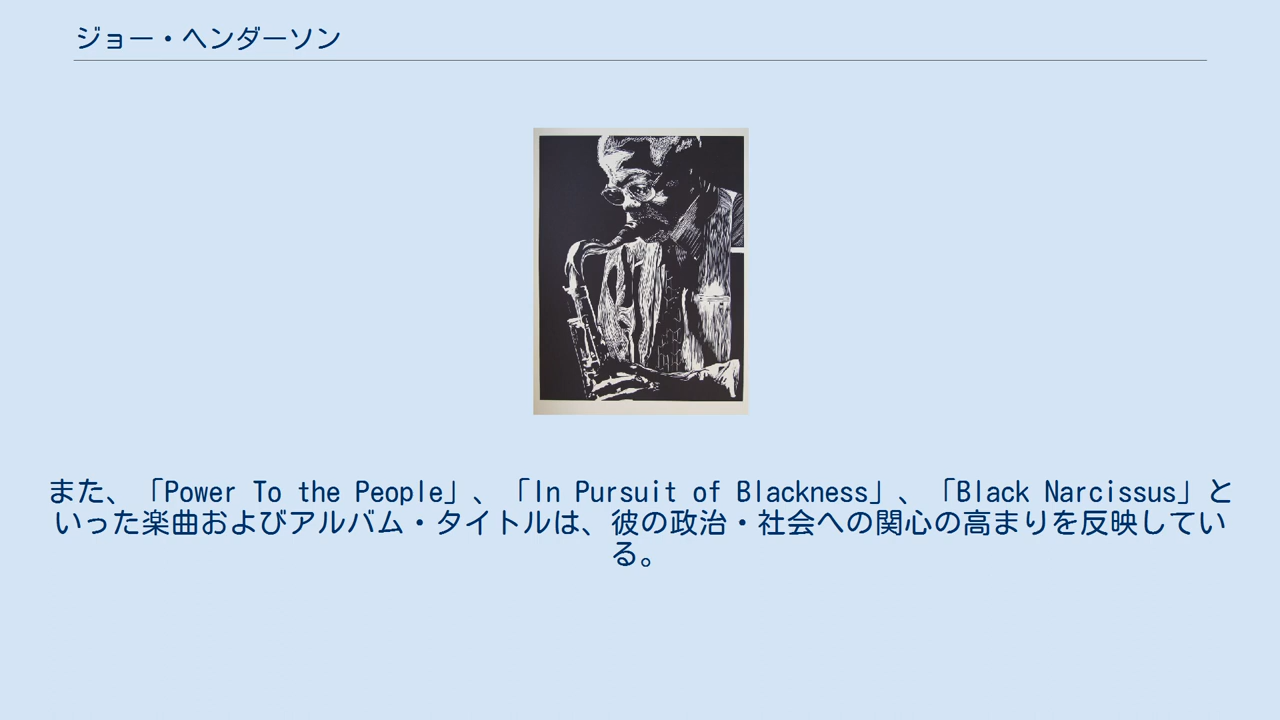 ジョー・ヘンダーソン
また、「Power To the People」、「In Pursuit of Blackness」、「Black Narcissus」と
いった楽曲およびアルバム・タイトルは、彼の政治・社会への関心の高まりを反映してい
る。